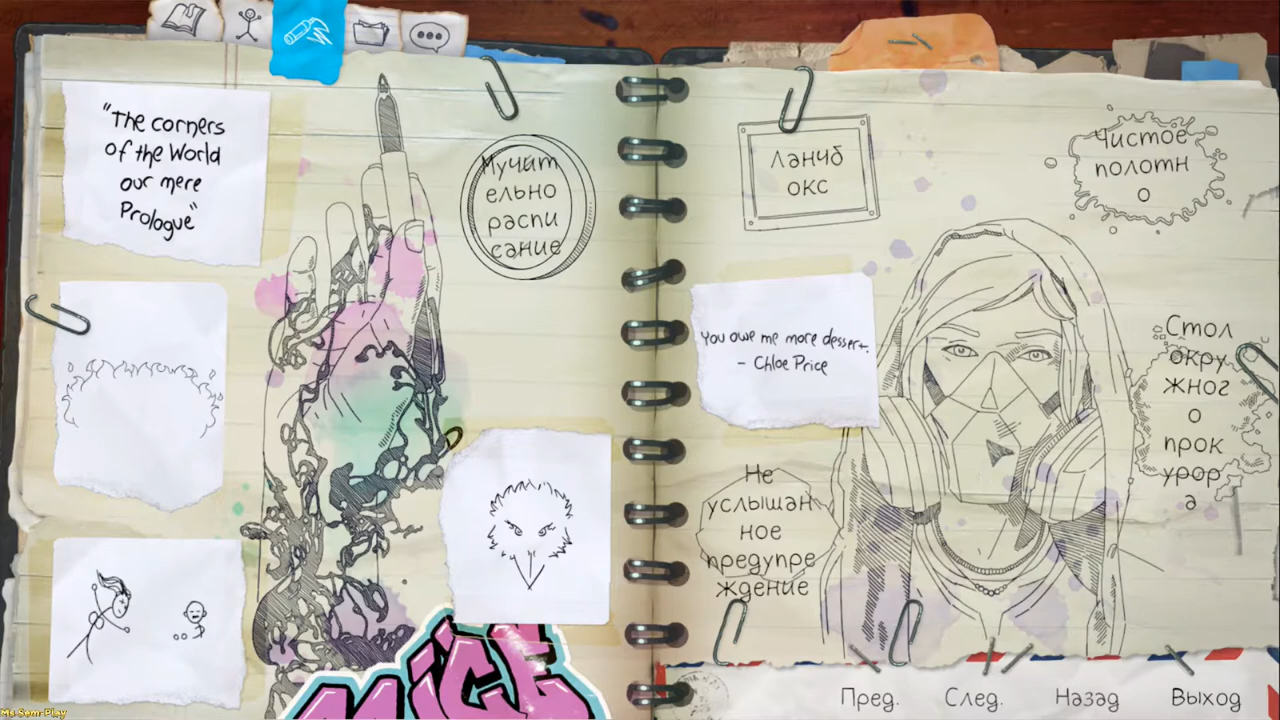 "The corners
of the World
our mere
Prologue"
Мучит
ельно
распи
сание
NICE
Ланчб
окс
Чистое
полотн
о
You owe me more dessert.
- Chloe Price
Стол
окру
жног
о
прок
урор
а
Не
услышан
ное
предупре
ждение
Пред.
След.
Назад
Выход
Ms.Sem-Play